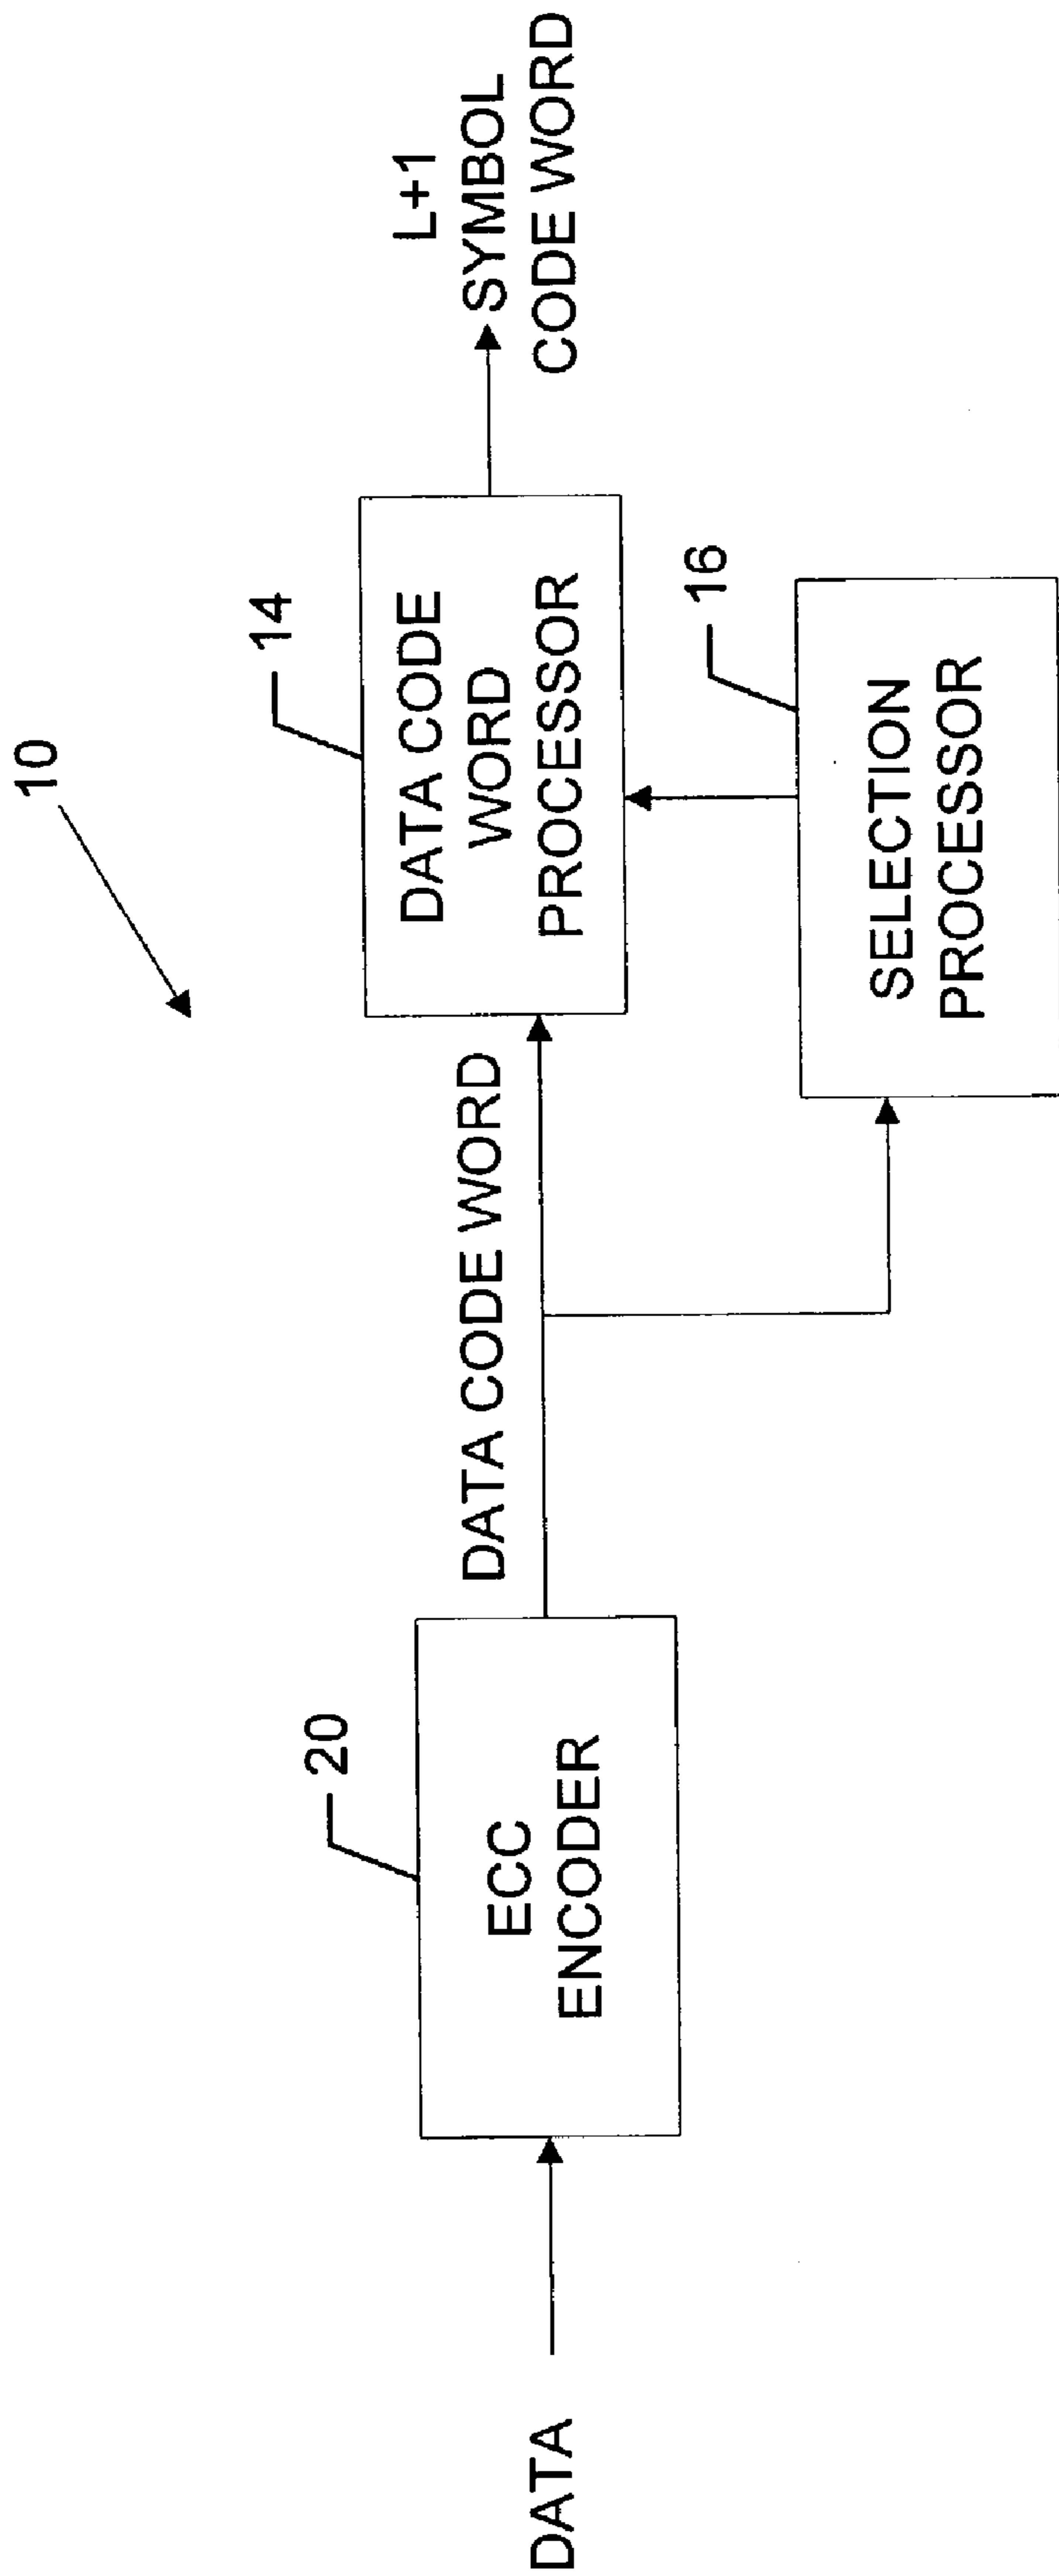 10
DATA
20
ECC
ENCODER
DATA CODE WORD
14
DATA CODE
WORD
PROCESSOR
16
SELECTION
PROCESSOR
L+1
SYMBOL
CODE WORD